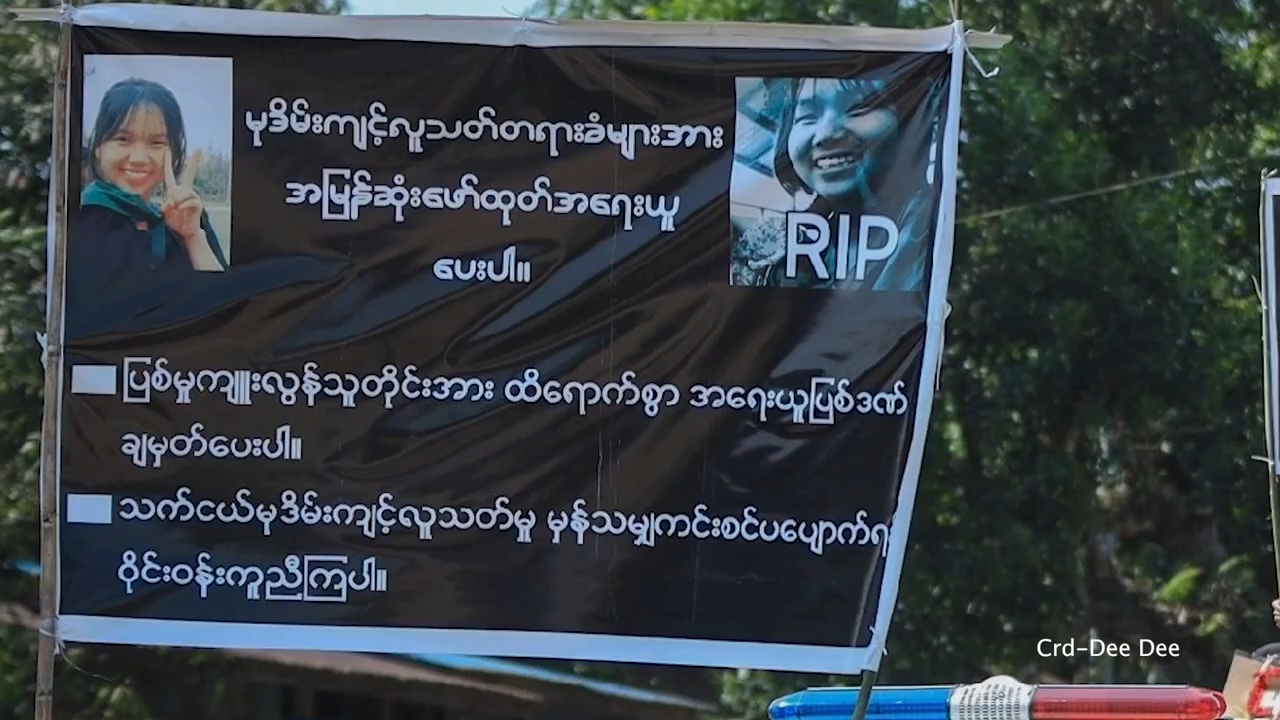 မုဒိမ်းကျင့်လူသတ်တရားခံများအား
အမြန်ဆုံးဖော်ထုတ်အရေးယူ
ပေးပါ။
RIP
ပြစ်မှုကျူးလွန်သူတိုင်းအား ထိရောက်စွာ အရေးယူပြစ်ဒဏ်
ချမှတ်ပေးပါ။
သက်ငယ်မုဒိမ်းကျင့်လူသတ်မှု မှန်သမျှကင်းစင်ပပျောက်ရ
ဝိုင်းဝန်းကူညီကြပါ။
Crd-Dee Dee